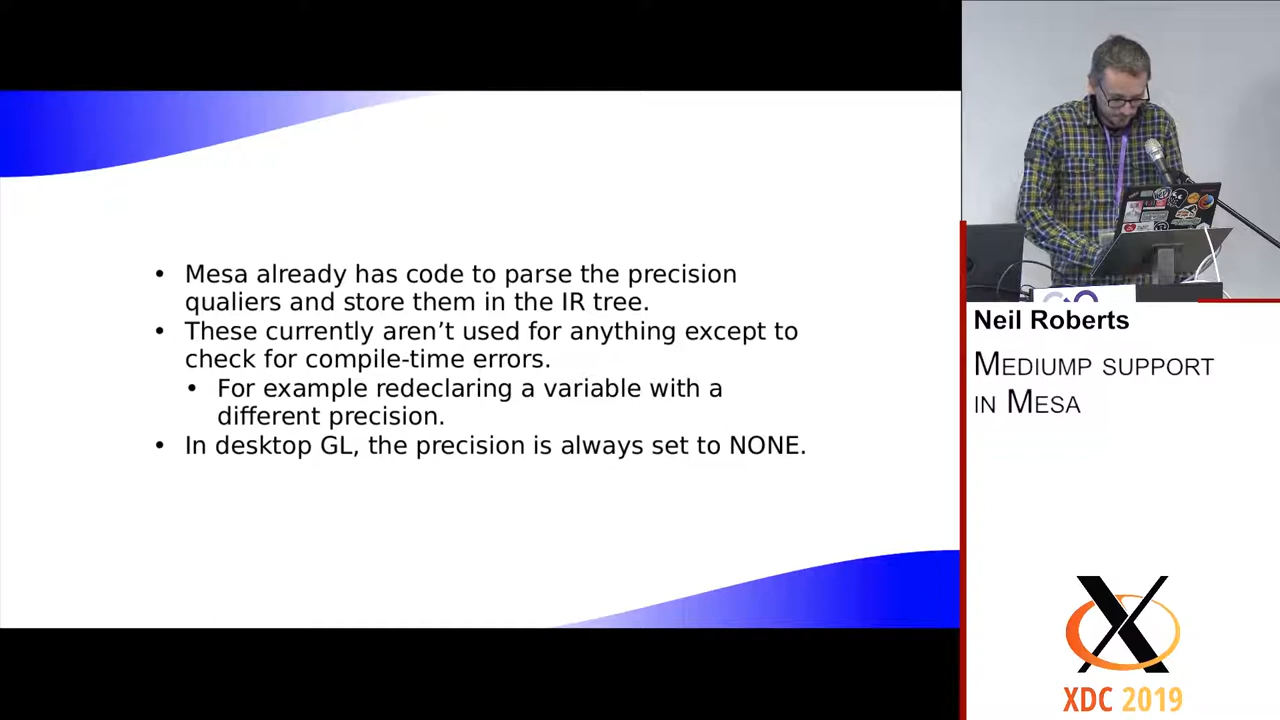 • Mesa already has code to parse the precision
qualiers and store them in the IR tree.
• These currently aren’t used for anything except to
check for compile-time errors.
• For example redeclaring a variable with a
different precision.
• In desktop GL, the precision is always set to NONE.
Neil Roberts
MEDIUMP SUPPORT
IN MESA
X
XDC 2019